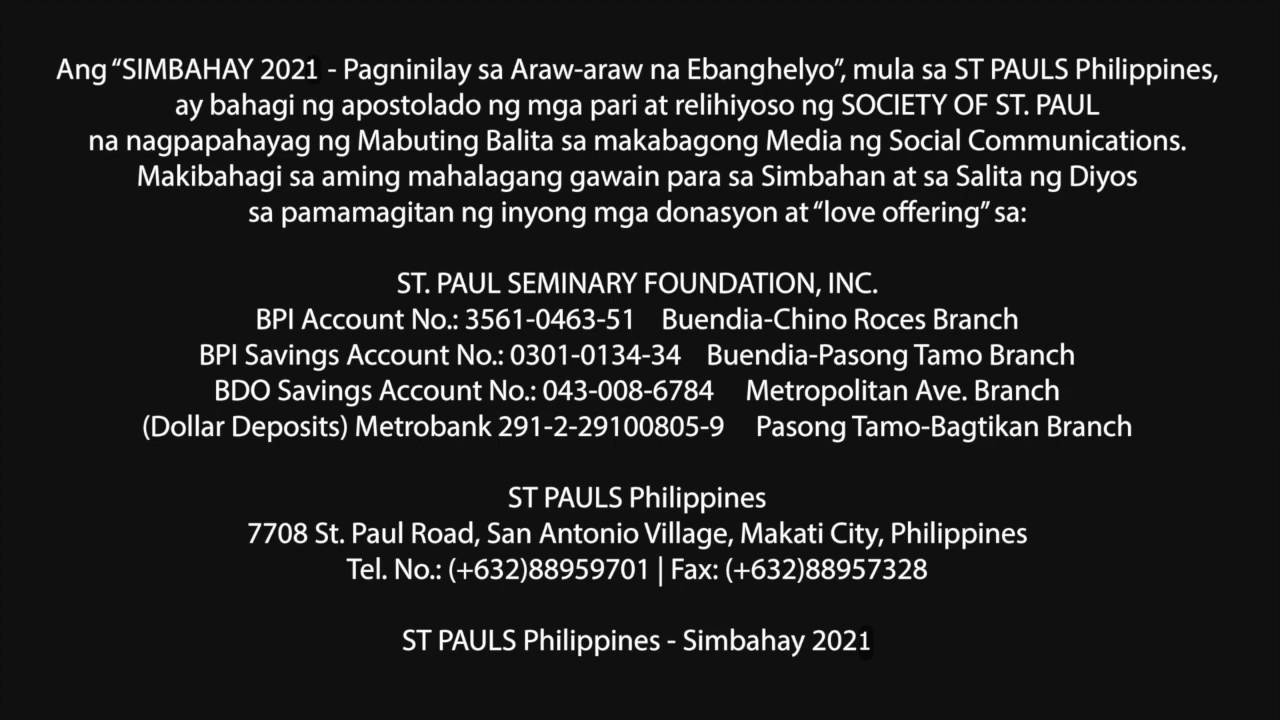 Ang “SIMBAHAY 2021 - Pagninilay sa Araw-araw na Ebanghelyo”, mula sa ST PAULS Philippines,
ay bahagi ng apostolado ng mga pari at relihiyoso ng SOCIETY OF ST. PAUL
na nagpapahayag ng Mabuting Balita sa makabagong Media ng Social Communications.
Makibahagi sa aming mahalagang gawain para sa Simbahan at sa Salita ng Diyos
sa pamamagitan ng inyong mga donasyon at “love offering” sa:
ST. PAUL SEMINARY FOUNDATION, INC.
BPI Account No.: 3561-0463-51 Buendia-Chino Roces Branch
BPI Savings Account No.: 0301-0134-34 Buendia-Pasong Tamo Branch
BDO Savings Account No.: 043-008-6784 Metropolitan Ave. Branch
(Dollar Deposits) Metrobank 291-2-29100805-9 Pasong Tamo-Bagtikan Branch
ST PAULS Philippines
7708 St. Paul Road, San Antonio Village, Makati City, Philippines
Tel. No.: (+632)88959701 | Fax: (+632)88957328
ST PAULS Philippines - Simbahay 2021